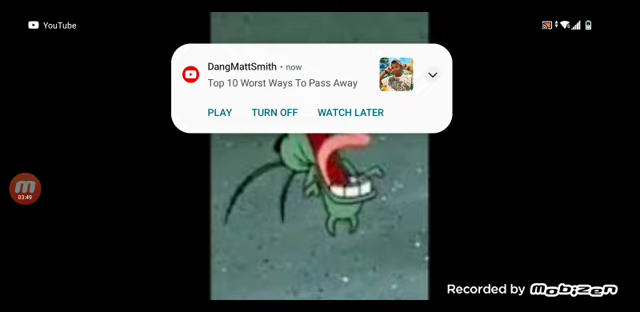 YouTube
DangMattSmith • now
Top 10 Worst Ways To Pass Away
PLAY TURN OFF WATCH LATER
03:49
Recorded by Mobizen